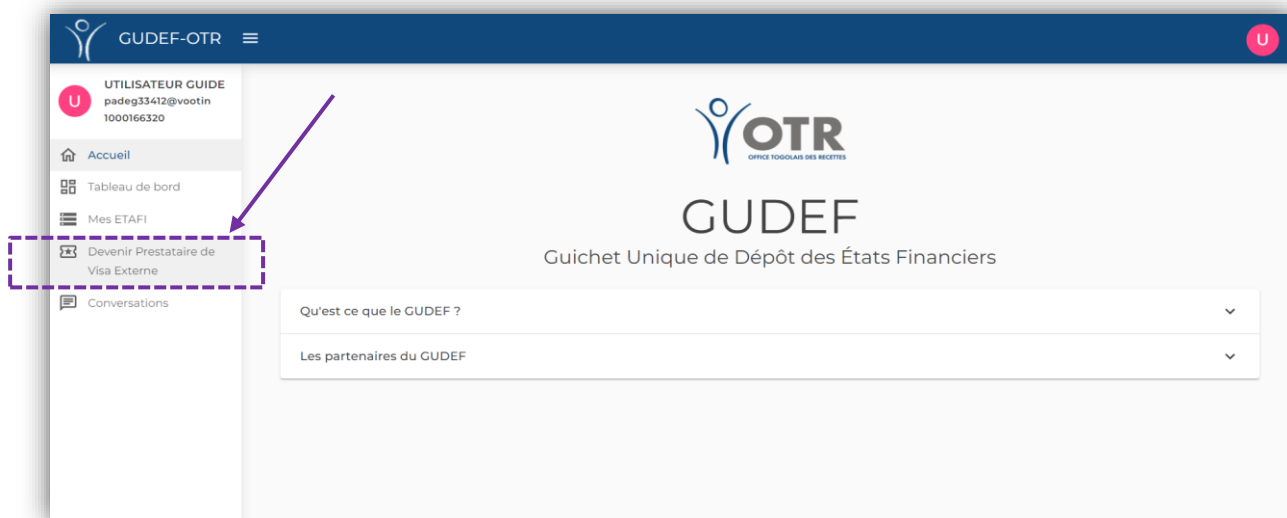 GUDEF-OTR
U
UTILISATEUR GUIDE
U
padeg33412@vootin
1000166320
Accueil
Tableau de bord
Mes ETAFI
Devenir Prestataire de
Visa Externe
Conversations
OTR
OFFICE TOGOLAIS DES RECETTES
GUDEF
Guichet Unique de Dépôt des États Financiers
Qu'est ce que le GUDEF ?
Les partenaires du GUDEF